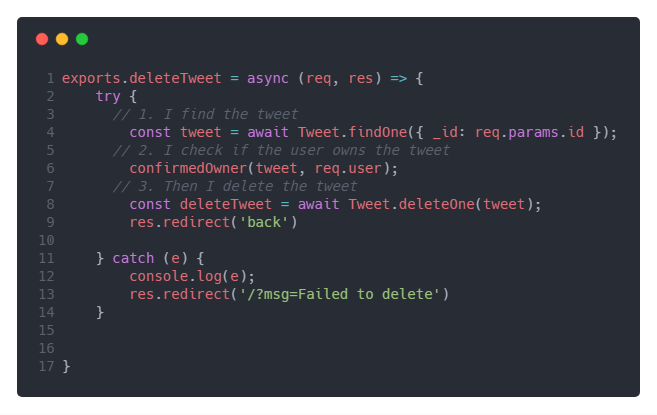 1 exports.deleteTweet = async (req, res) => {
2 try {
3 // 1. I find the tweet
4 const tweet = await Tweet.findOne({ _id: req.params.id });
5 // 2. I check if the user owns the tweet
6 confirmedOwner(tweet, req.user);
7 // 3. Then I delete the tweet
8 const deleteTweet = await Tweet.deleteOne(tweet);
9 res.redirect('back')
10
11 } catch (e) {
12 console.log(e);
13 res.redirect('/?msg=Failed to delete')
14 }
15
16
17 }